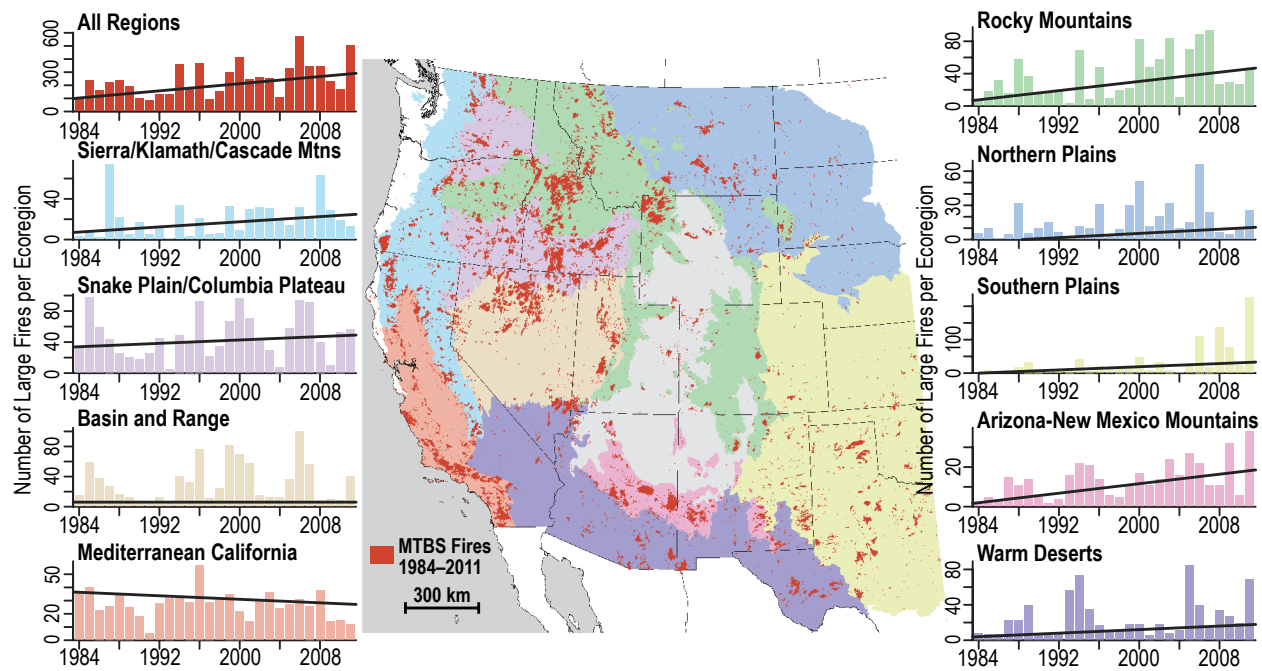 All Regions
600
300
0
1984 1992 2000 2008
Sierra/Klamath/Cascade Mtns
40
0
1984 1992 2000 2008
Snake Plain/Columbia Plateau
80
40
0
1984 1992 2000 2008
Basin and Range
80
40
0
1984 1992 2000 2008
Mediterranean California
50
20
0
1984 1992 2000 2008
Number of Large Fires per Ecoregion
MTBS Fires
1984–2011
300 km
Number of Large Fires per Ecoregion
Rocky Mountains
80
40
0
1984 1992 2000 2008
Northern Plains
60
30
0
1984 1992 2000 2008
Southern Plains
100
0
1984 1992 2000 2008
Arizona-New Mexico Mountains
20
0
1984 1992 2000 2008
Warm Deserts
80
40
0
1984 1992 2000 2008